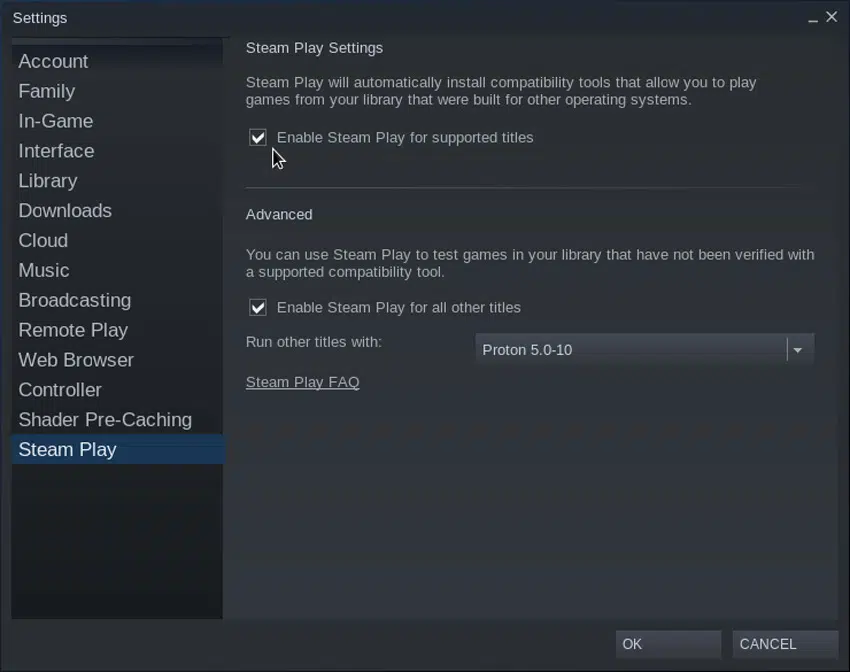 Settings
Account
Family
In-Game
Interface
Library
Downloads
Cloud
Music
Broadcasting
Remote Play
Web Browser
Controller
Shader Pre-Caching
Steam Play
Steam Play Settings
Steam Play will automatically install compatibility tools that allow you to play
games from your library that were built for other operating systems.
Enable Steam Play for supported titles
Advanced
You can use Steam Play to test games in your library that have not been verified with
a supported compatibility tool.
Enable Steam Play for all other titles
Run other titles with:
Proton 5.0-10
Steam Play FAQ
OK
CANCEL